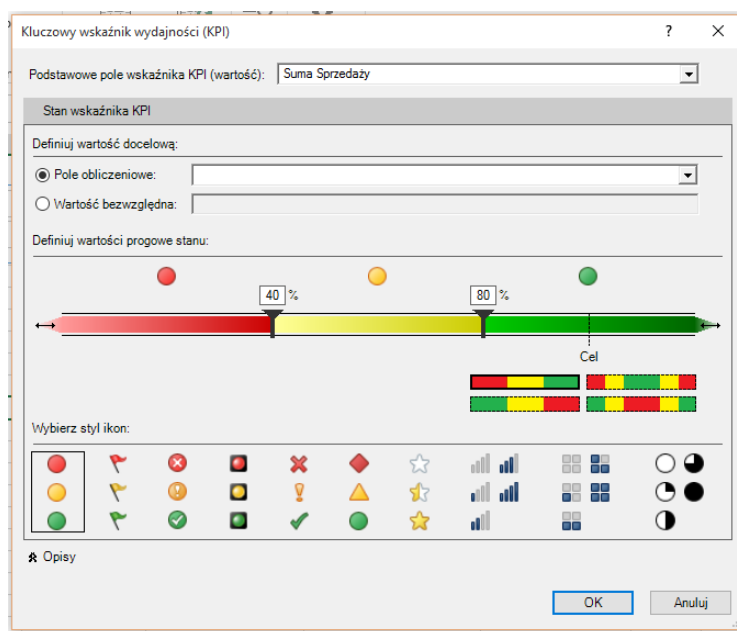 Kluczowy wskaźnik wydajności (KPI)
?
Podstawowe pole wskaźnika KPI (wartość): Suma Sprzedaży
Stan wskaźnika KPI
Definiuj wartość docelową:
Pole obliczeniowe:
Wartość bezwzględna:
Definiuj wartości progowe stanu:
40 % 80 %
Cel
Wybierz styl ikon:
Opisy
OK Anuluj